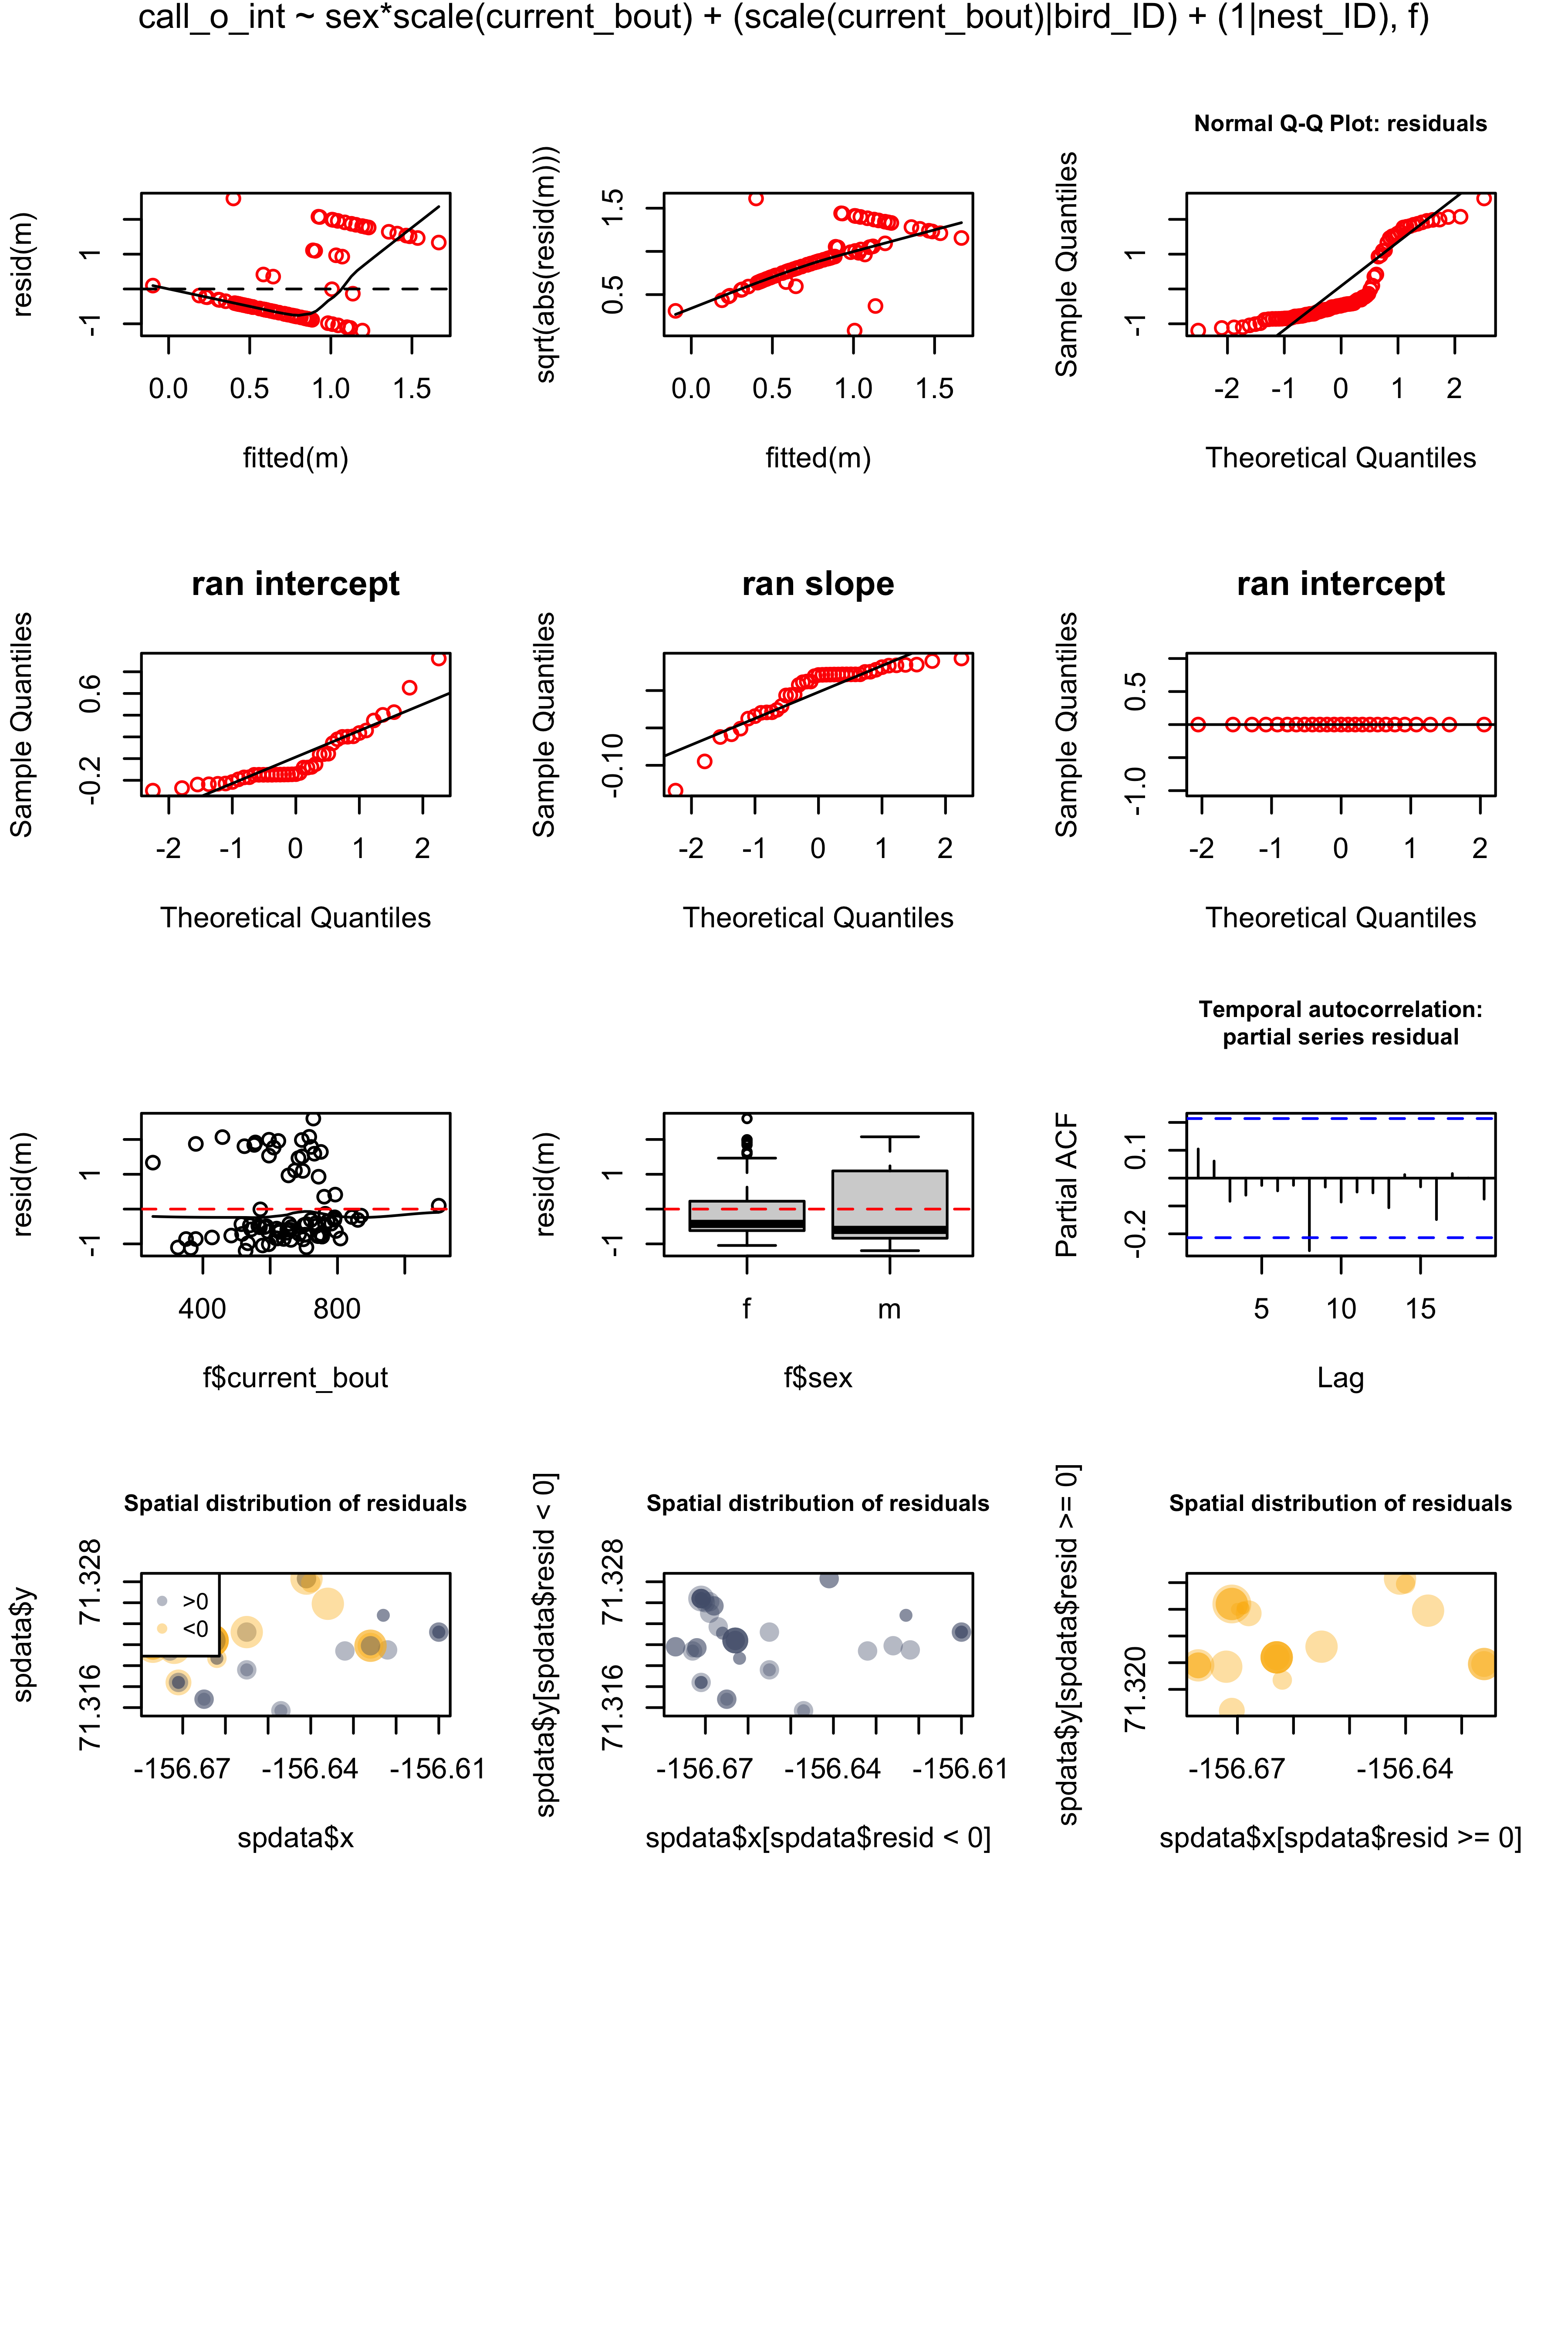 call_o_int ~ sex*scale(current_bout) + (scale(current_bout)|bird_ID) + (1|nest_ID), f)
resid(m)
-1
1
0.0
0.5
1.0
1.5
fitted(m)
sqrt(abs(resid(m)))
0.5
1.5
0.0
0.5
1.0
1.5
fitted(m)
Normal Q-Q Plot: residuals
Sample Quantiles
-1
1
-2
-1
0
1
2
Theoretical Quantiles
ran intercept
Sample Quantiles
-0.2
0.6
-2
-1
0
1
2
Theoretical Quantiles
ran slope
Sample Quantiles
-0.10
-2
-1
0
1
2
Theoretical Quantiles
ran intercept
Sample Quantiles
-1.0
0.5
-2
-1
0
1
2
Theoretical Quantiles
resid(m)
-1
1
400
800
f$current_bout
resid(m)
-1
1
f
m
f$sex
Temporal autocorrelation:
partial series residual
Partial ACF
-0.2
0.1
5
10
15
Lag
Spatial distribution of residuals
spdata$y
71.316
71.328
>0
<0
-156.67
-156.64
-156.61
spdata$x
Spatial distribution of residuals
spdata$y[spdata$resid < 0]
71.316
71.328
-156.67
-156.64
-156.61
spdata$x[spdata$resid < 0]
Spatial distribution of residuals
spdata$y[spdata$resid >= 0]
71.320
-156.67
-156.64
spdata$x[spdata$resid >= 0]